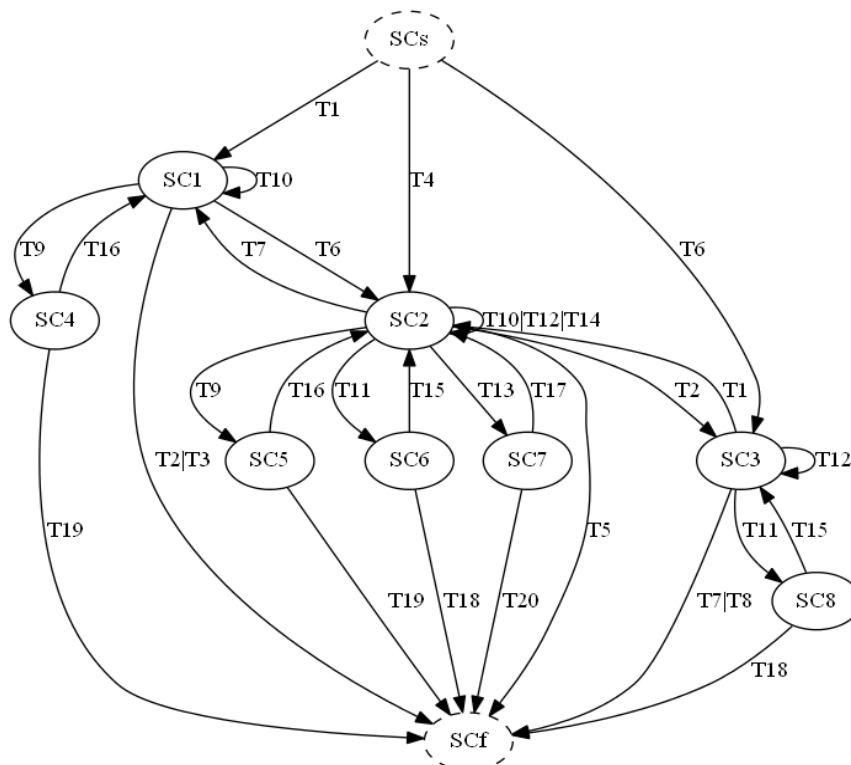 SCs
T1
SC1
T10
T4
T9
T16
T7
T6
T6
SC4
SC2
T10|T12|T14
T9
T16
T11
T15
T13
T17
T2
T1
T2|T3
SC5
SC6
SC7
SC3
T12
T19
T5
T11
T15
T19
T18
T20
T7|T8
SC8
T18
SCf